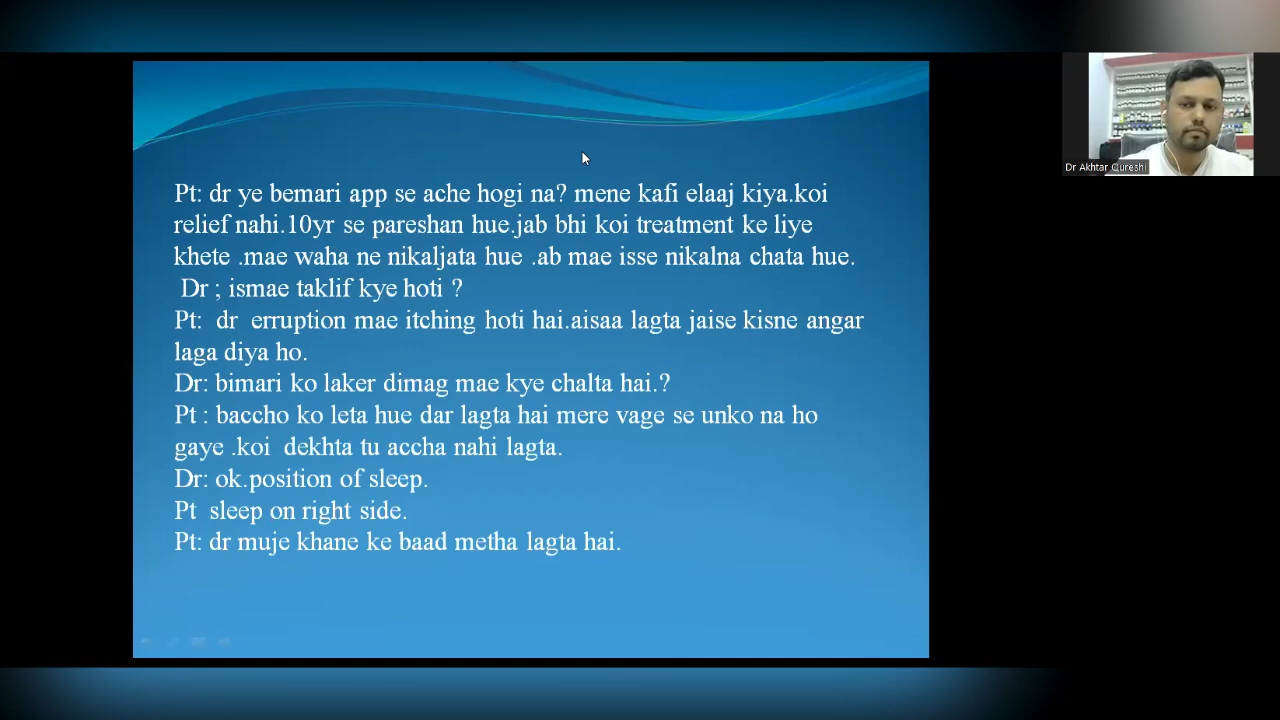 Pt: dr ye bemari app se ache hogi na? mene kafi elaaj kiya.koi
relief nahi.10yr se pareshan hue.jab bhi koi treatment ke liye
khete .mae waha ne nikaljata hue .ab mae isse nikalna chata hue.
Dr ; ismae taklif kye hoti ?
Pt: dr erruption mae itching hoti hai.aisaa lagta jaise kisne angar
laga diya ho.
Dr: bimari ko laker dimag mae kye chalta hai.?
Pt : baccho ko leta hue dar lagta hai mere vage se unko na ho
gaye .koi dekhta tu accha nahi lagta.
Dr: ok.position of sleep.
Pt sleep on right side.
Pt: dr muje khane ke baad metha lagta hai.
Dr Akhtar Qureshi